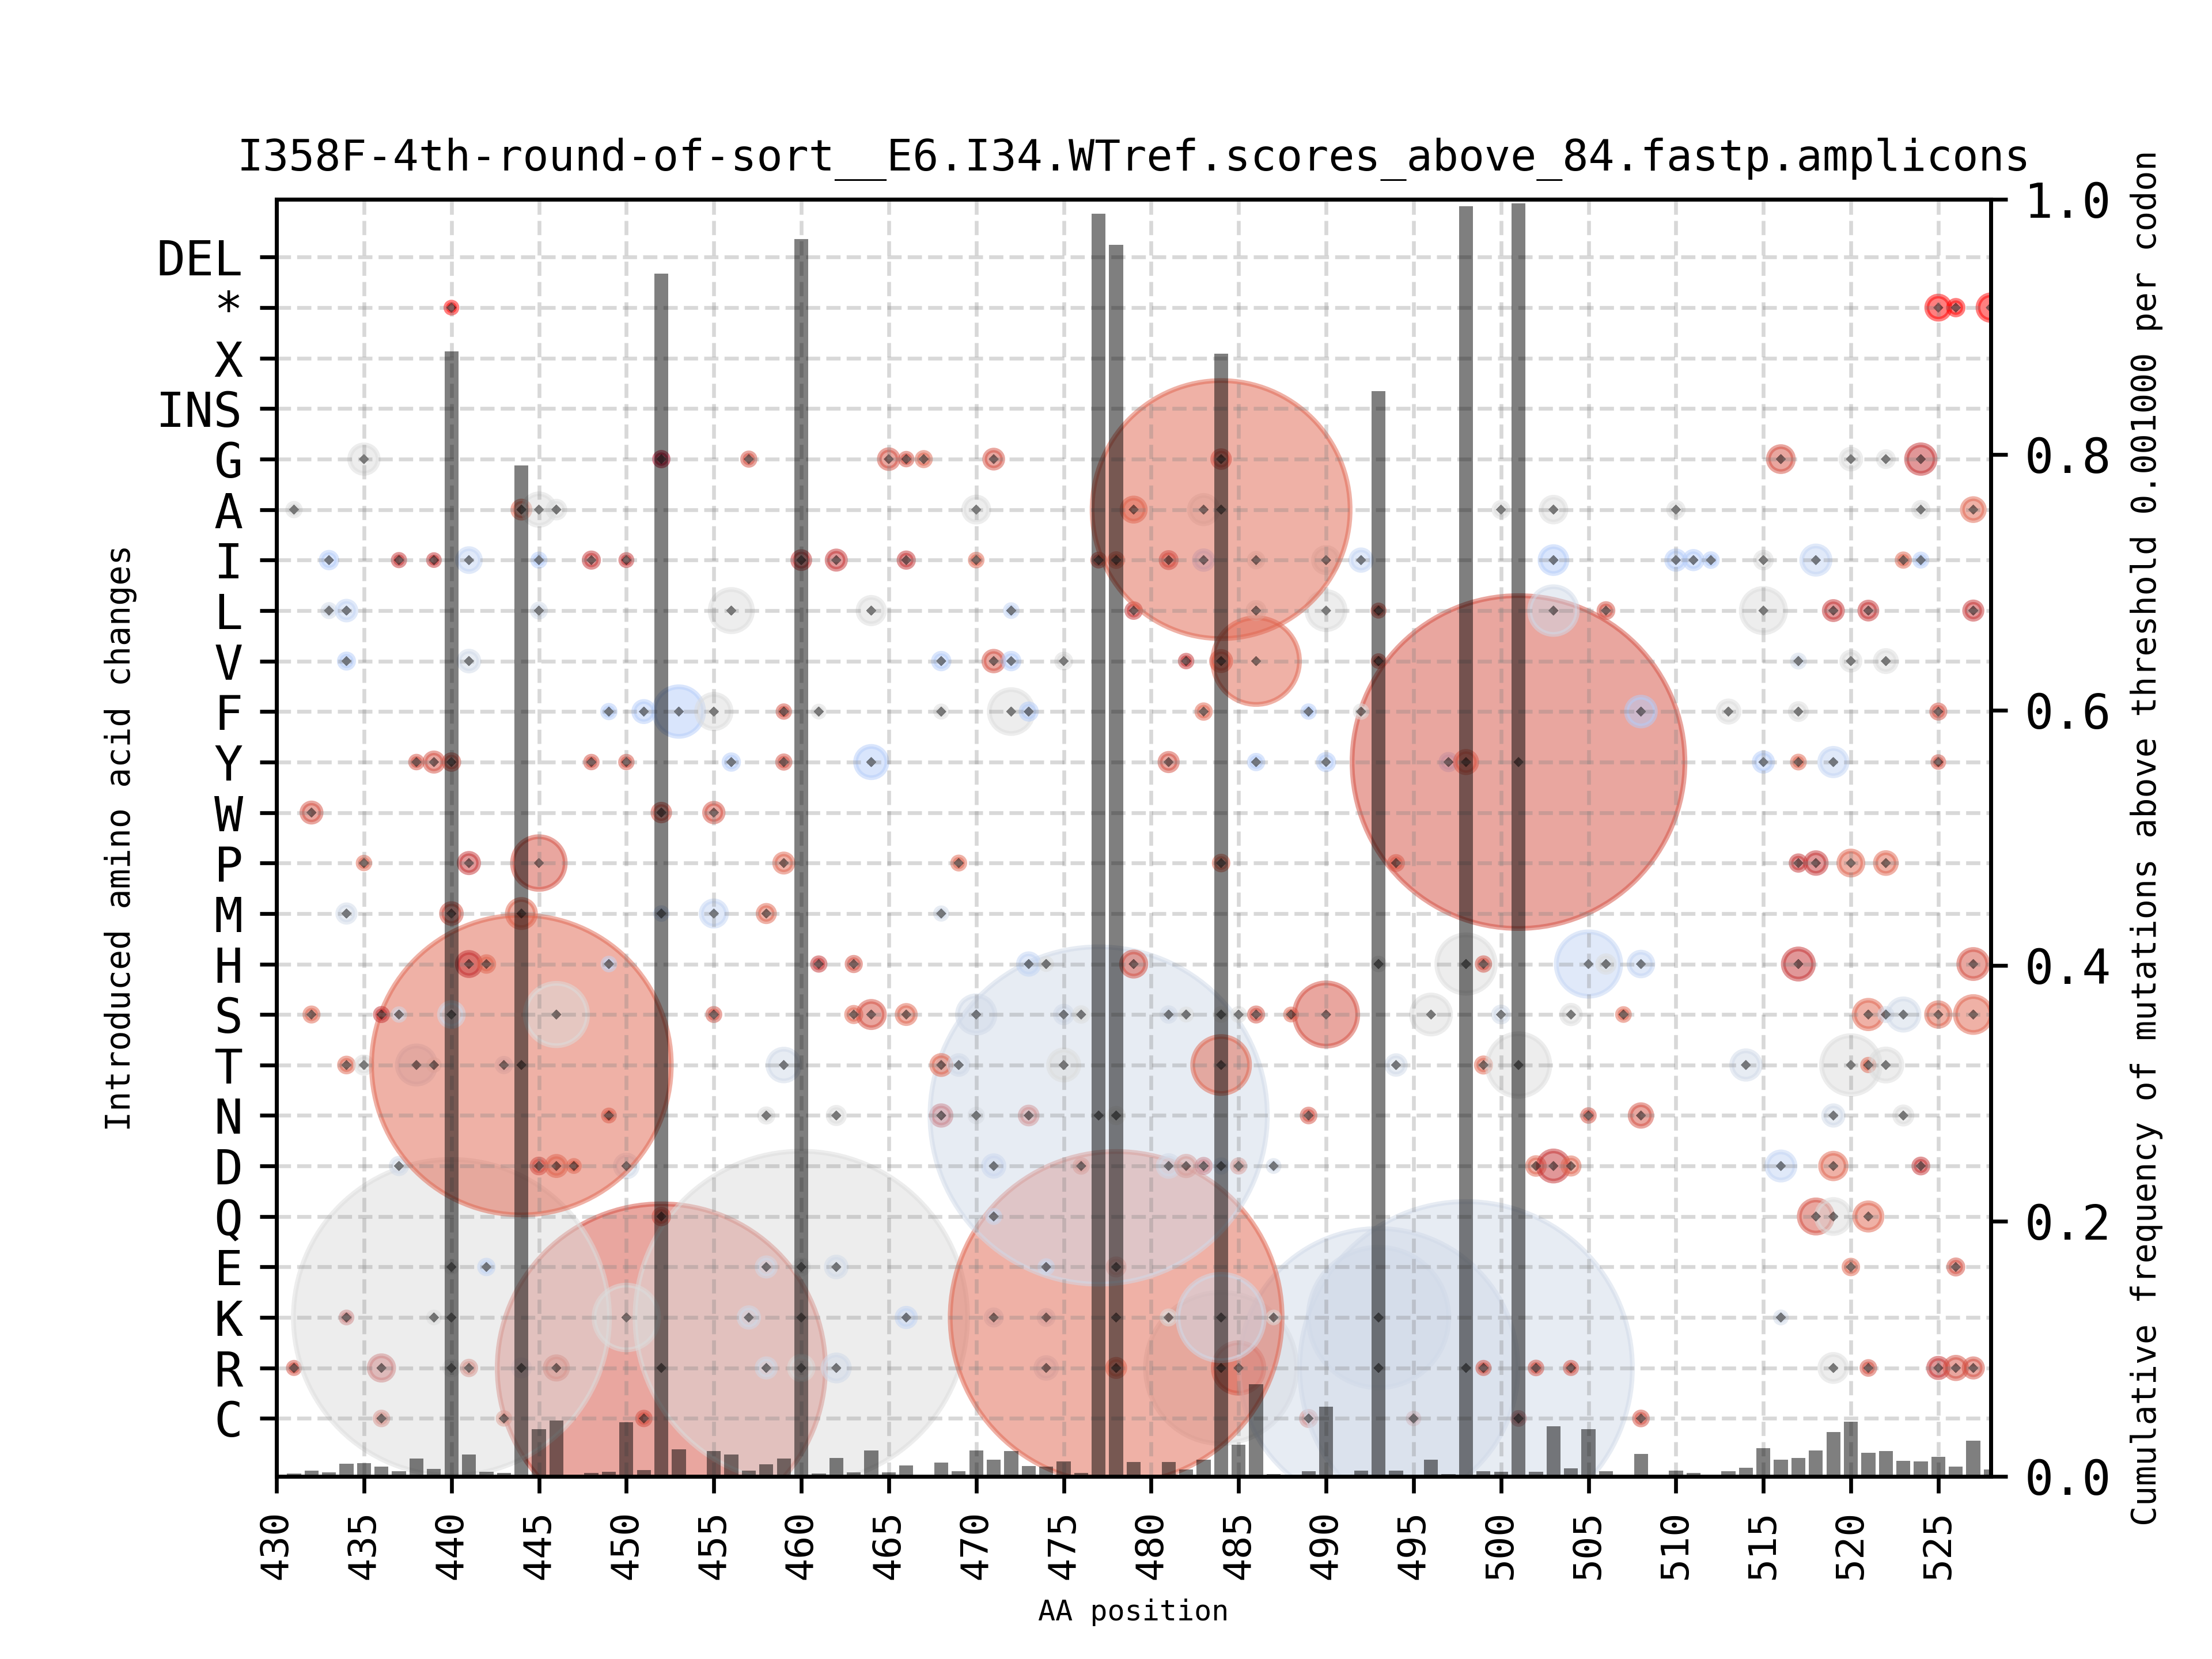 I358F-4th-round-of-sort__E6.I34.WTref.scores_above_84.fastp.amplicons
Introduced amino acid changes
DEL
*
X
INS
G
A
I
L
V
F
Y
W
P
M
H
S
T
N
D
Q
E
K
R
C
1.0
0.8
0.6
0.4
0.2
0.0
Cumulative frequency of mutations above threshold 0.001000 per codon
430 435 440 445 450 455 460 465 470 475 480 485 490 495 500 505 510 515 520 525
AA position